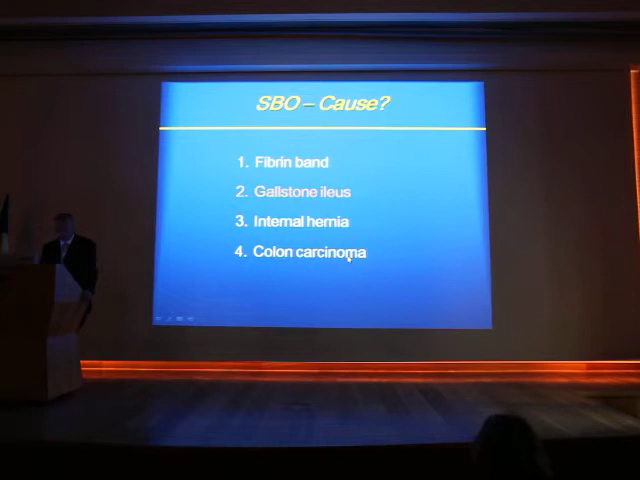 SBO – Cause?
1. Fibrin band
2. Gallstone ileus
3. Internal hernia
4. Colon carcinoma